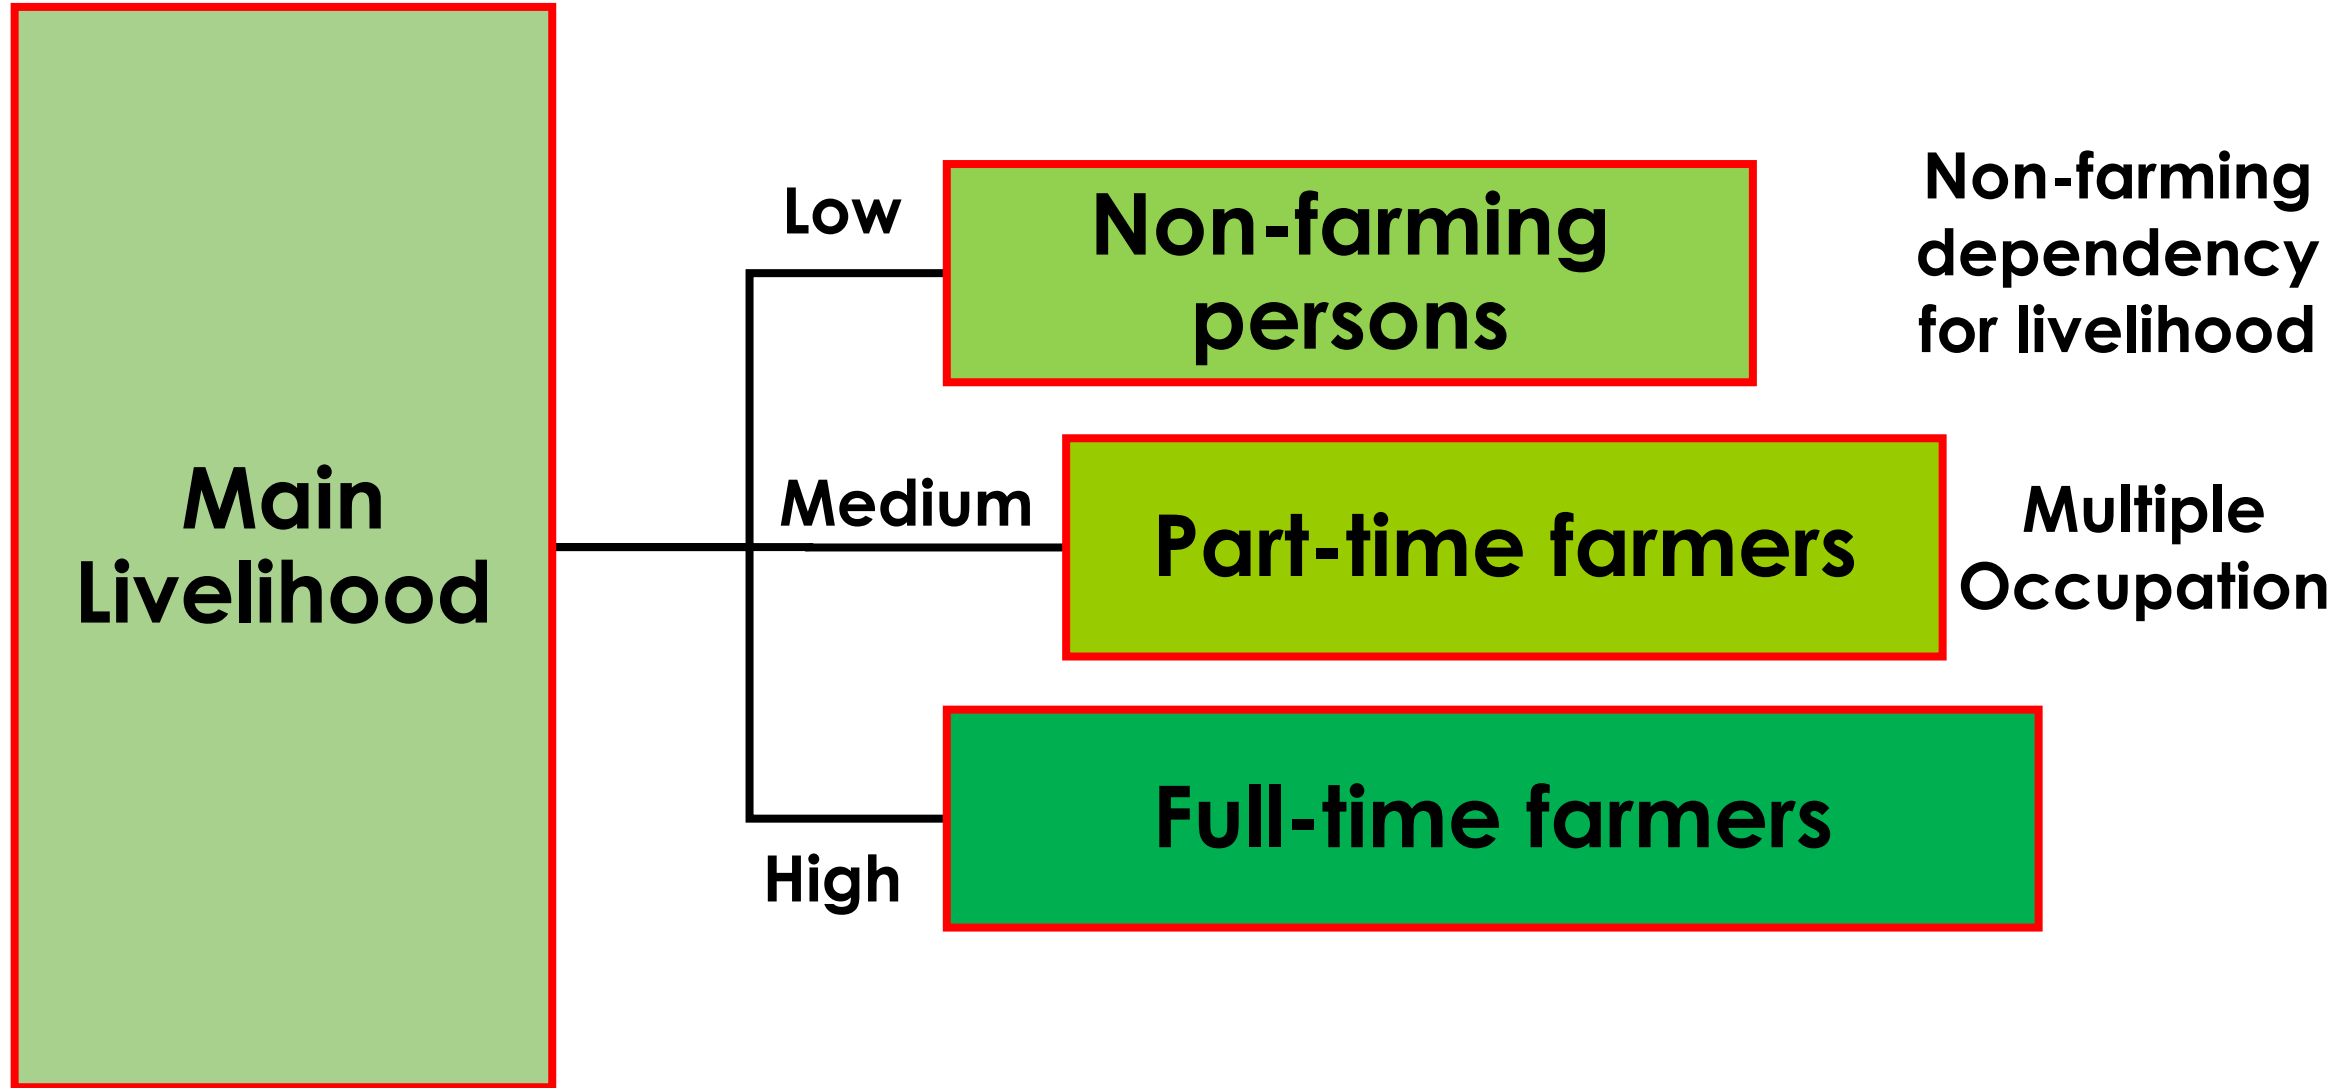 Main
Livelihood
Low
Non-farming
persons
Non-farming
dependency
for livelihood
Medium
Part-time farmers
Multiple
Occupation
High
Full-time farmers